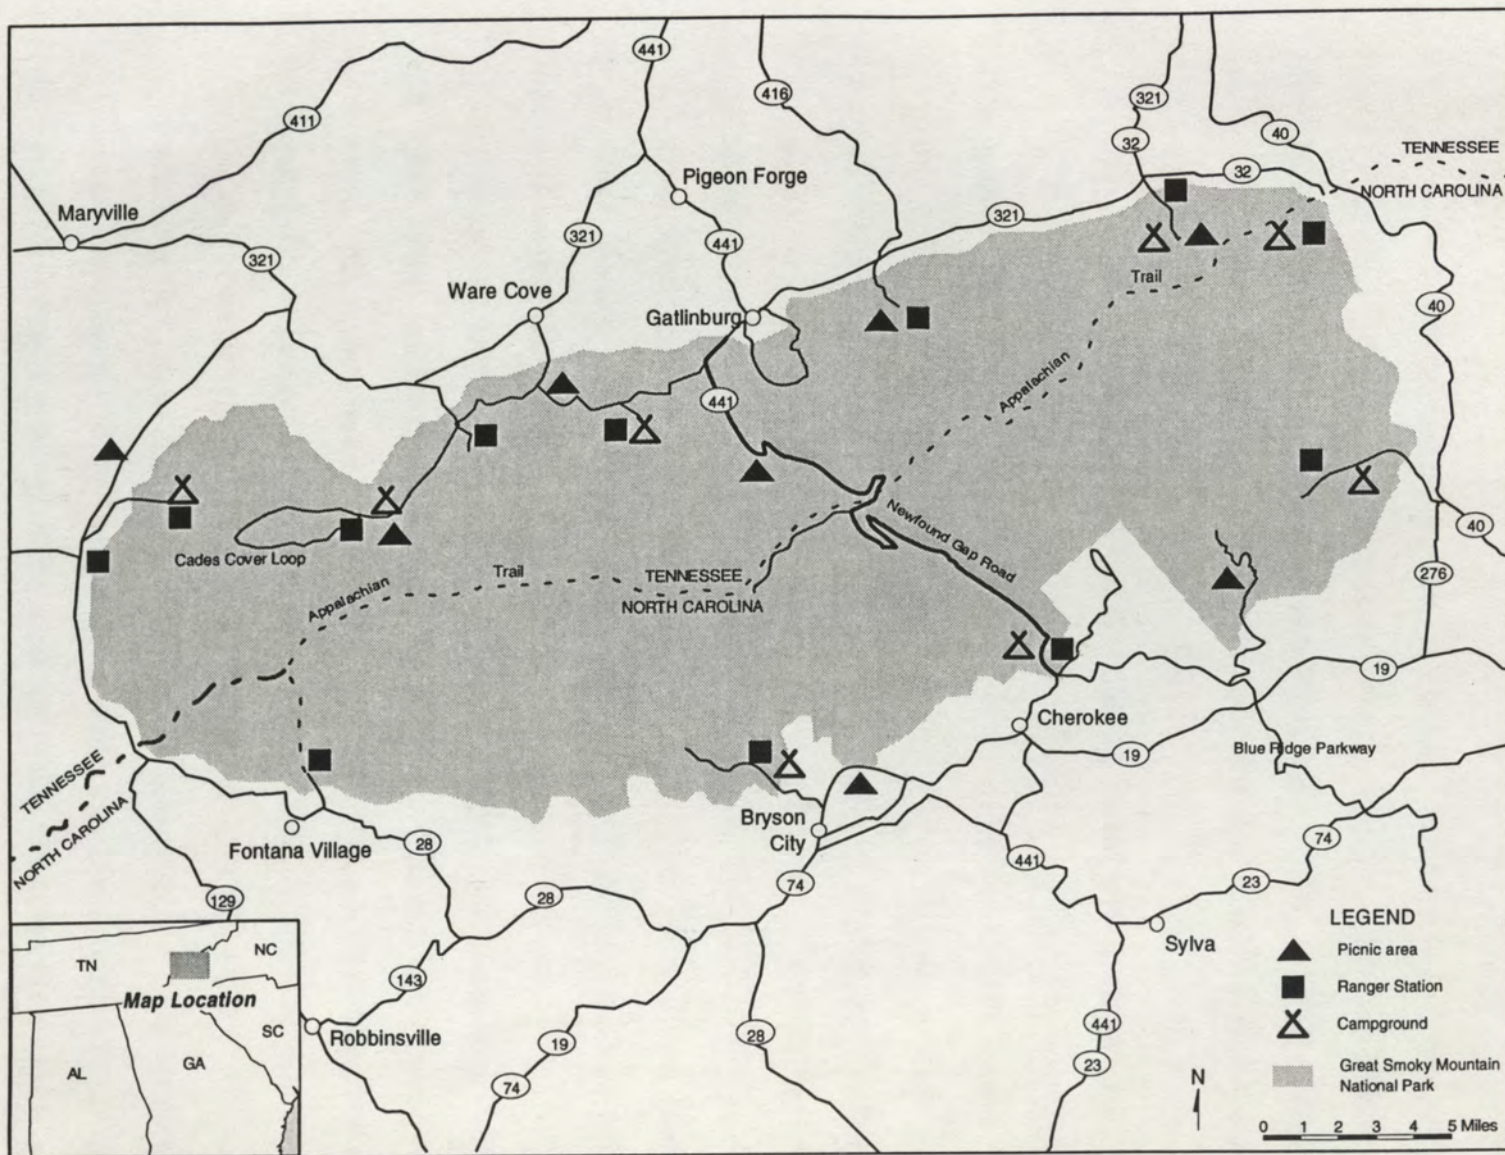 441
416
321
411
32
40
TENNESSEE
NORTH CAROLINA
32
Pigeon Forge
Maryville
321
321
441
321
Trail
Ware Cove
Gatlinburg
40
Appalachian
441
Newfound Gap Road
40
Cades Cover Loop
Trail
TENNESSEE
NORTH CAROLINA
Appalachian
276
19
Cherokee
19
Blue Ridge Parkway
TENNESSEE
NORTH CAROLINA
Fontana Village
28
Bryson
City
441
74
74
23
129
28
LEGEND
Picnic area
Ranger Station
Campground
Great Smoky Mountain
National Park
Sylva
TN
NC
Map Location
SC
AL
GA
143
Robbinsville
19
74
28
441
23
N
0 1 2 3 4 5 Miles